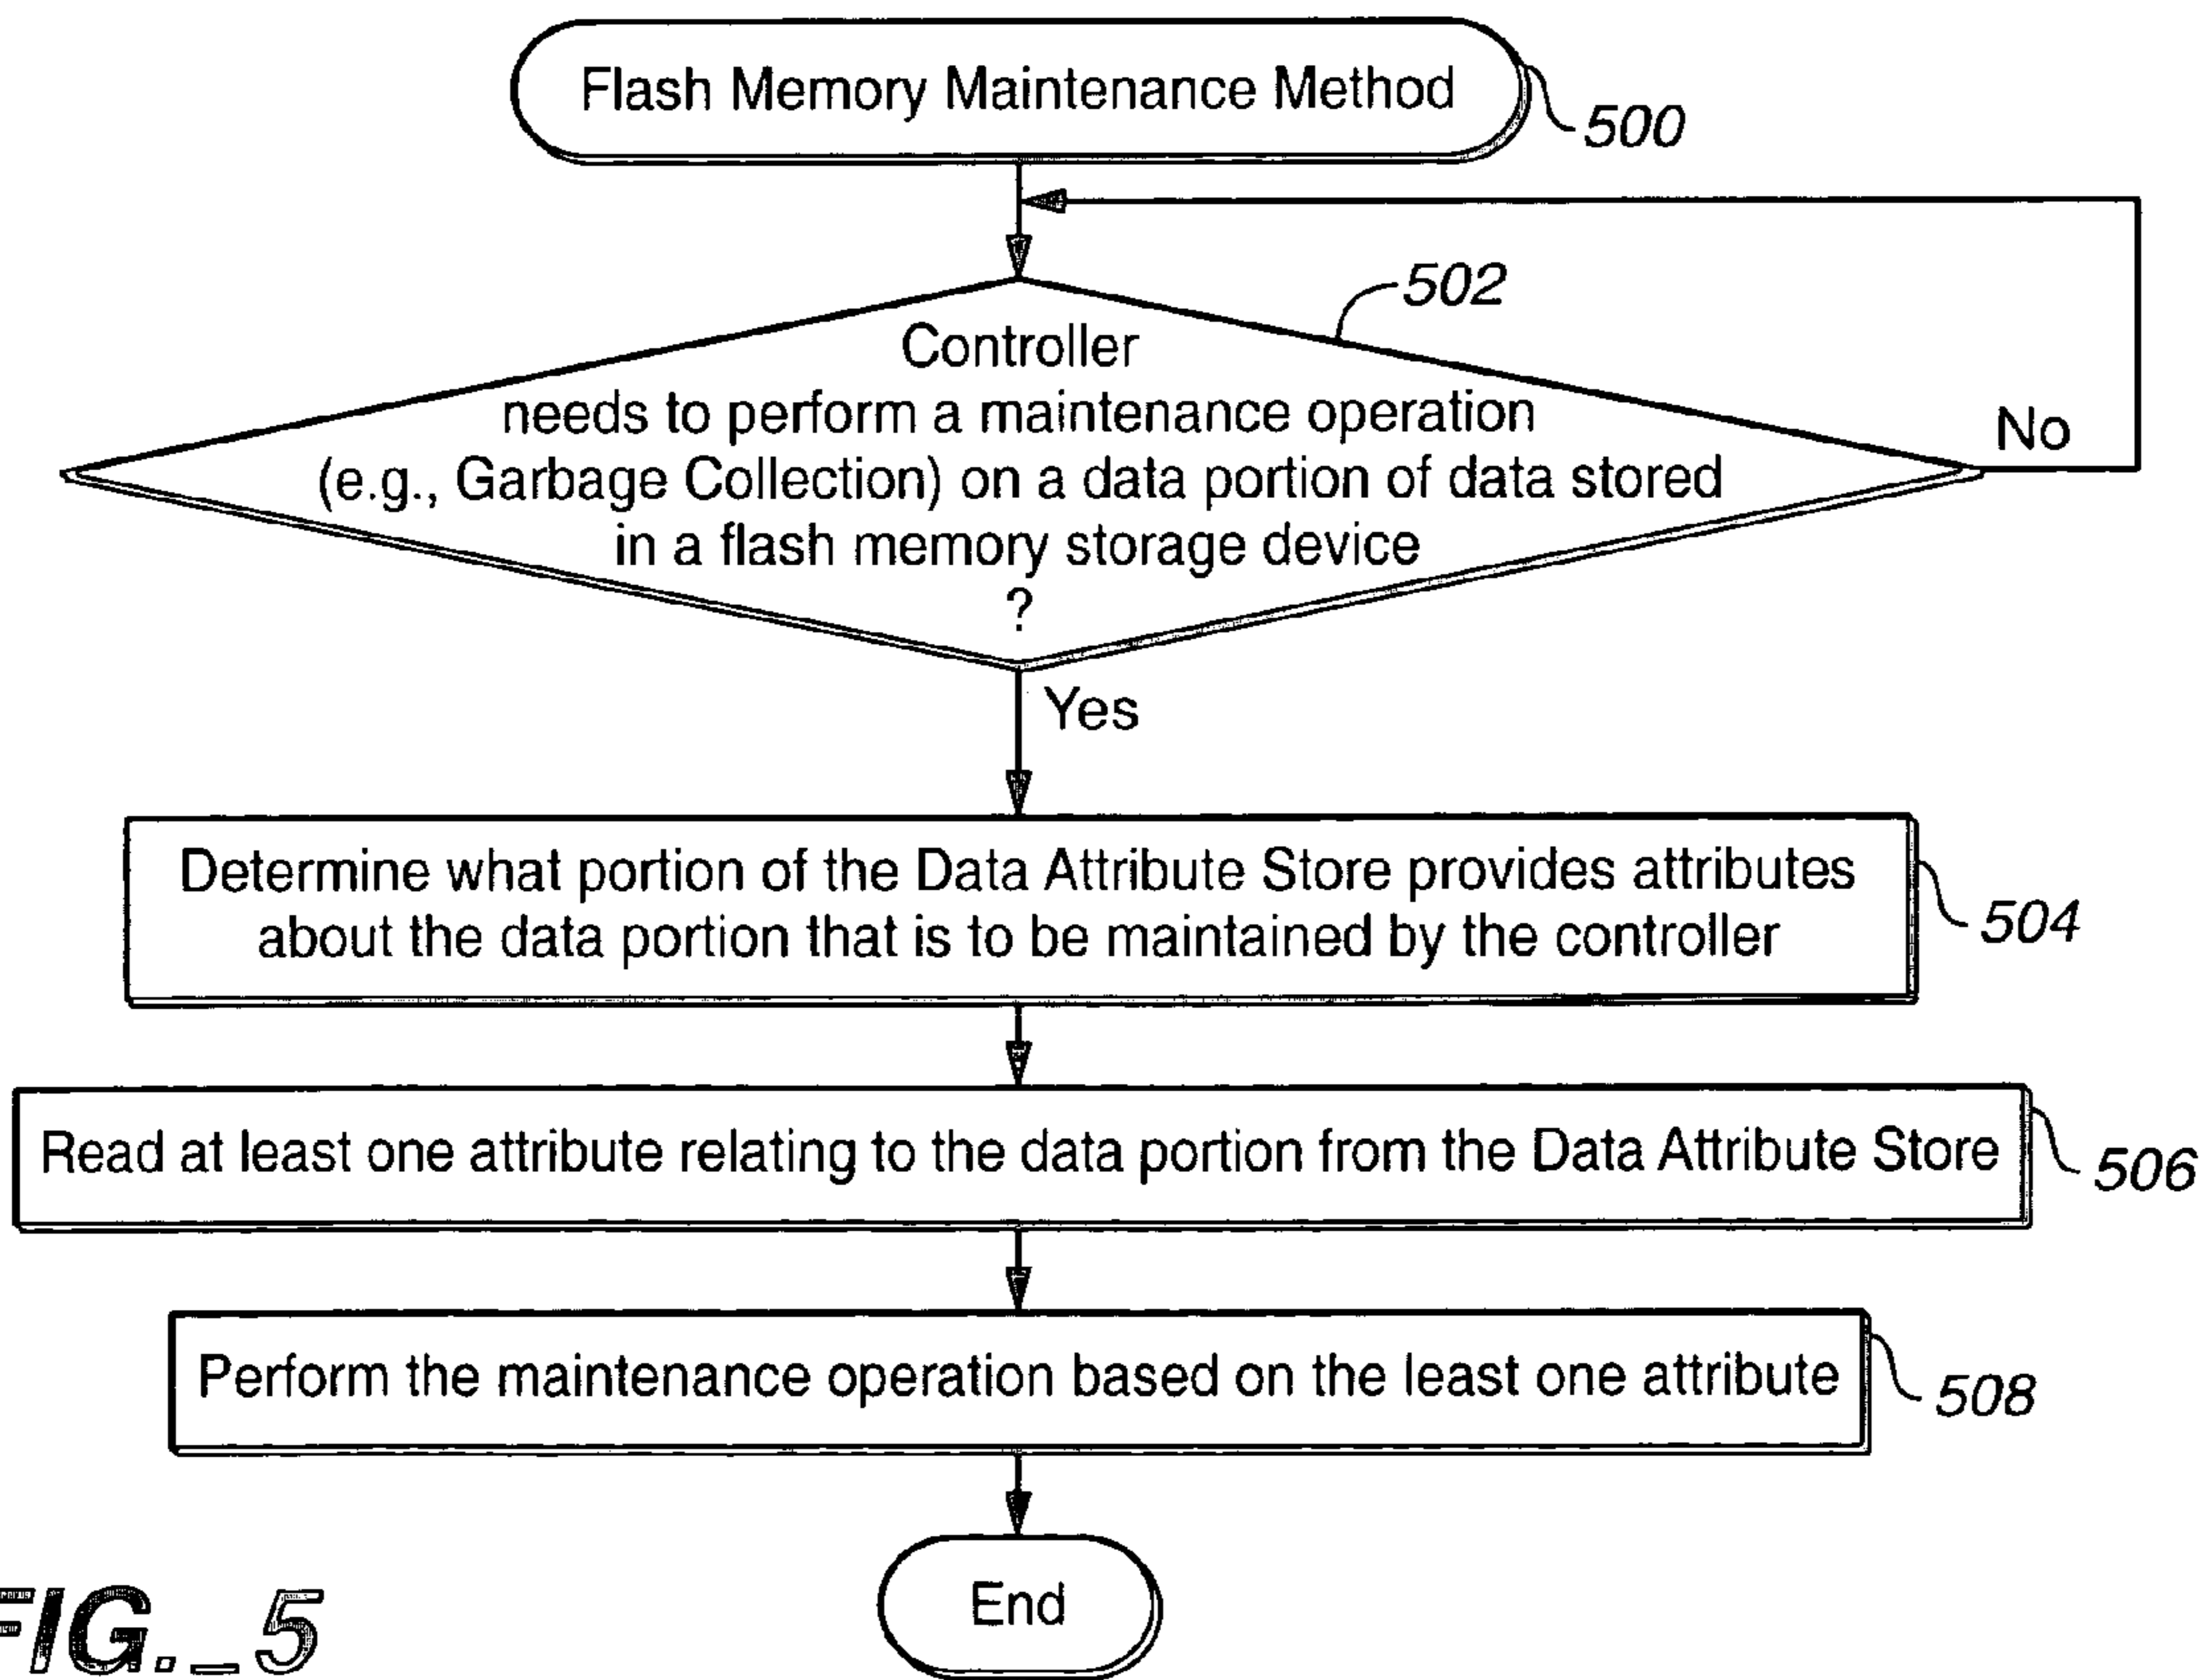 Flash Memory Maintenance Method
500
502
Controller
needs to perform a maintenance operation
(e.g., Garbage Collection) on a data portion of data stored
in a flash memory storage device
?
No
Yes
Determine what portion of the Data Attribute Store provides attributes
about the data portion that is to be maintained by the controller
504
Read at least one attribute relating to the data portion from the Data Attribute Store
506
Perform the maintenance operation based on the least one attribute
508
End
FIG._5